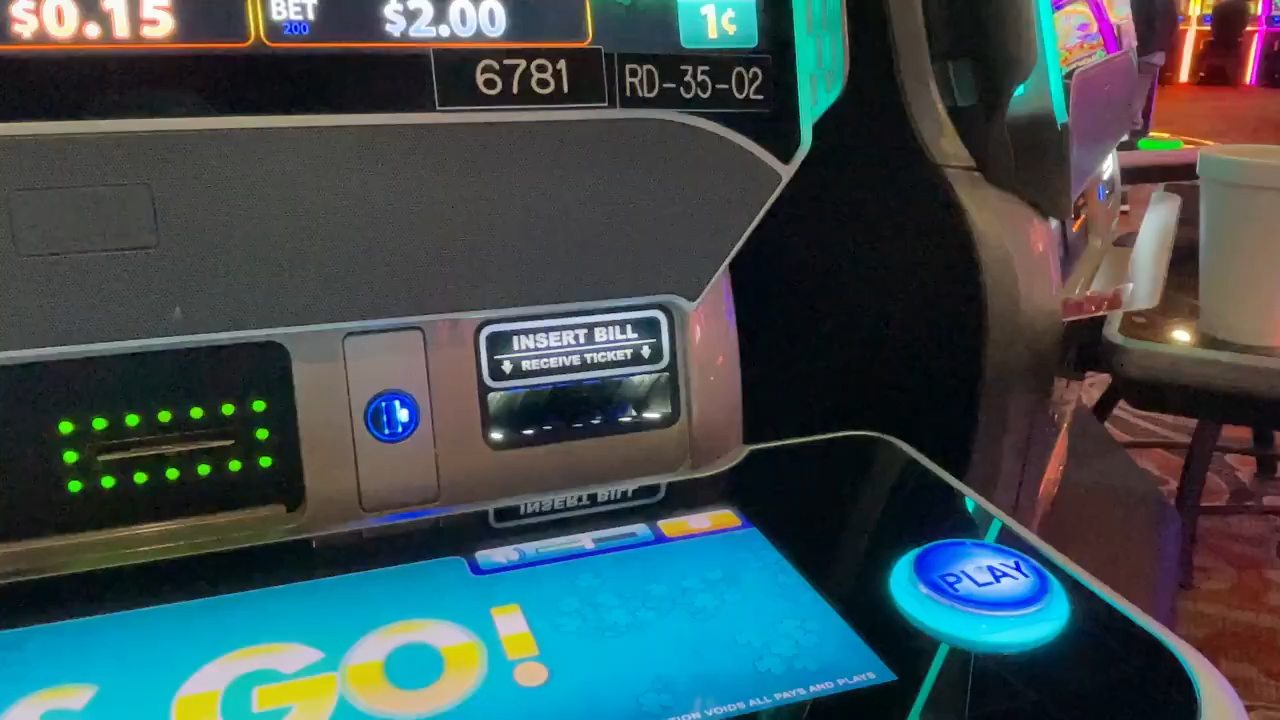 $0.15
BET
200
$2.00
1¢
6781
RD-35-02
INSERT BILL
RECEIVE TICKET
INSERT BILL
GO!
PLAY
VOIDS ALL PAYS AND PLAYS